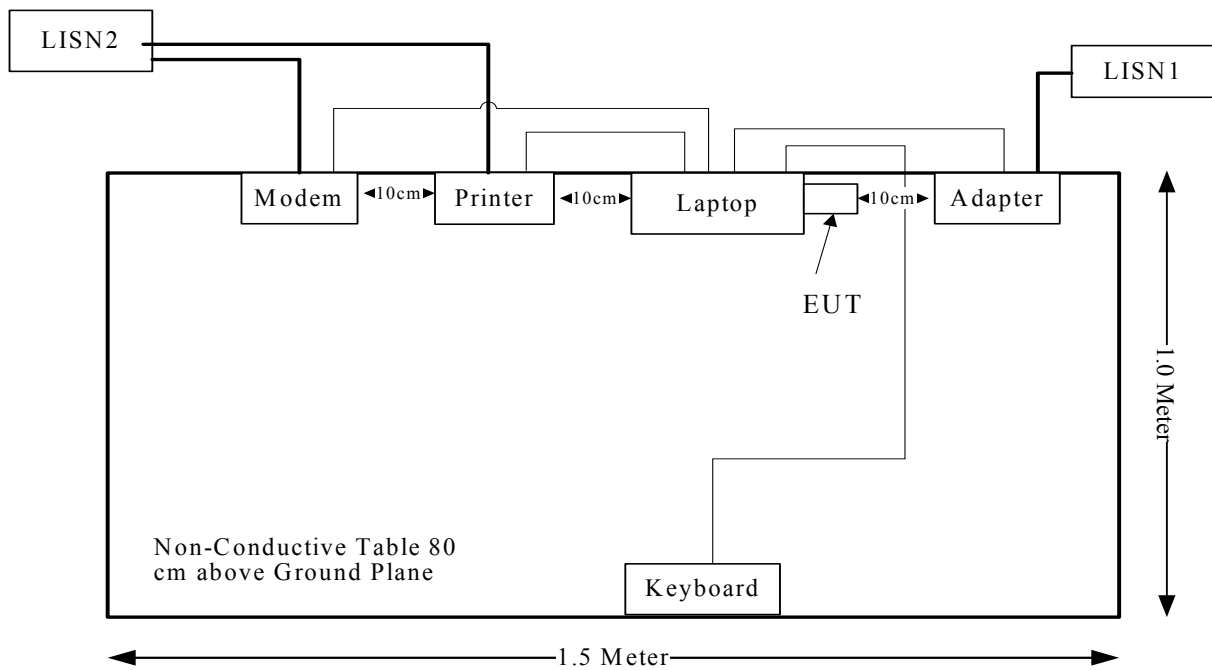 LISN2
LISN1
Modem
10cm
Printer
10cm
Laptop
10cm
Adapter
EUT
1.0 Meter
Non-Conductive Table 80
cm above Ground Plane
Keyboard
1.5 Meter